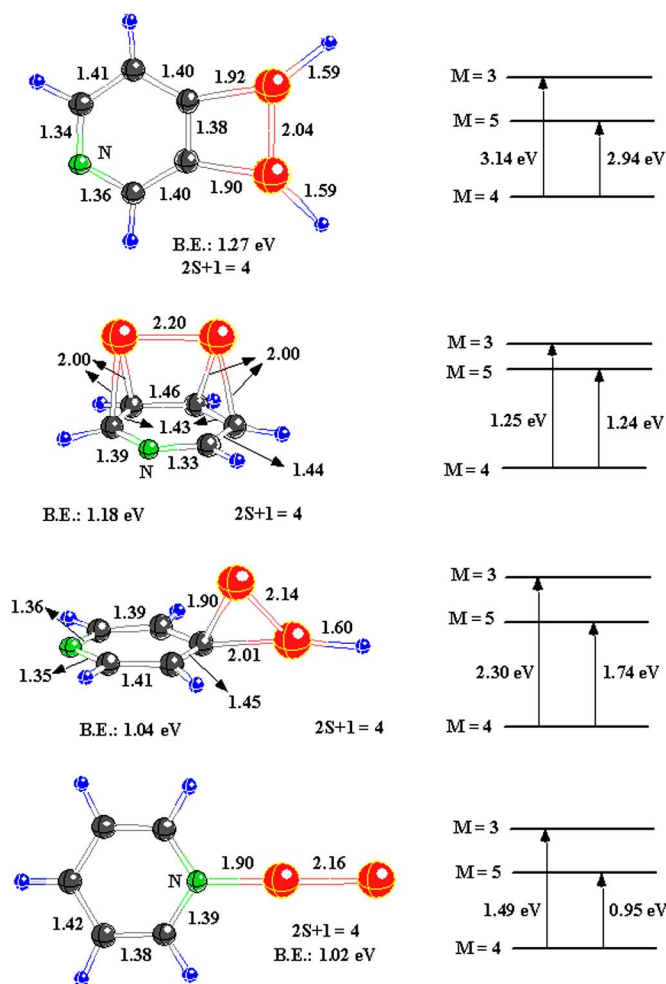 1.41
1.40
1.92
1.59
1.34
N
1.38
2.04
1.36
1.40
1.90
1.59
B.E.: 1.27 eV
2S+1 = 4
M = 3
M = 5
3.14 eV
2.94 eV
M = 4
2.20
2.00
2.00
1.46
1.43
1.39
N
1.33
1.44
B.E.: 1.18 eV
2S+1 = 4
M = 3
M = 5
1.25 eV
1.24 eV
M = 4
1.36
1.39
1.90
2.14
1.60
2.01
1.35
1.41
1.45
B.E.: 1.04 eV
2S+1 = 4
M = 3
M = 5
2.30 eV
1.74 eV
M = 4
N
1.90
2.16
1.42
1.38
1.39
2S+1 = 4
B.E.: 1.02 eV
M = 3
M = 5
1.49 eV
0.95 eV
M = 4